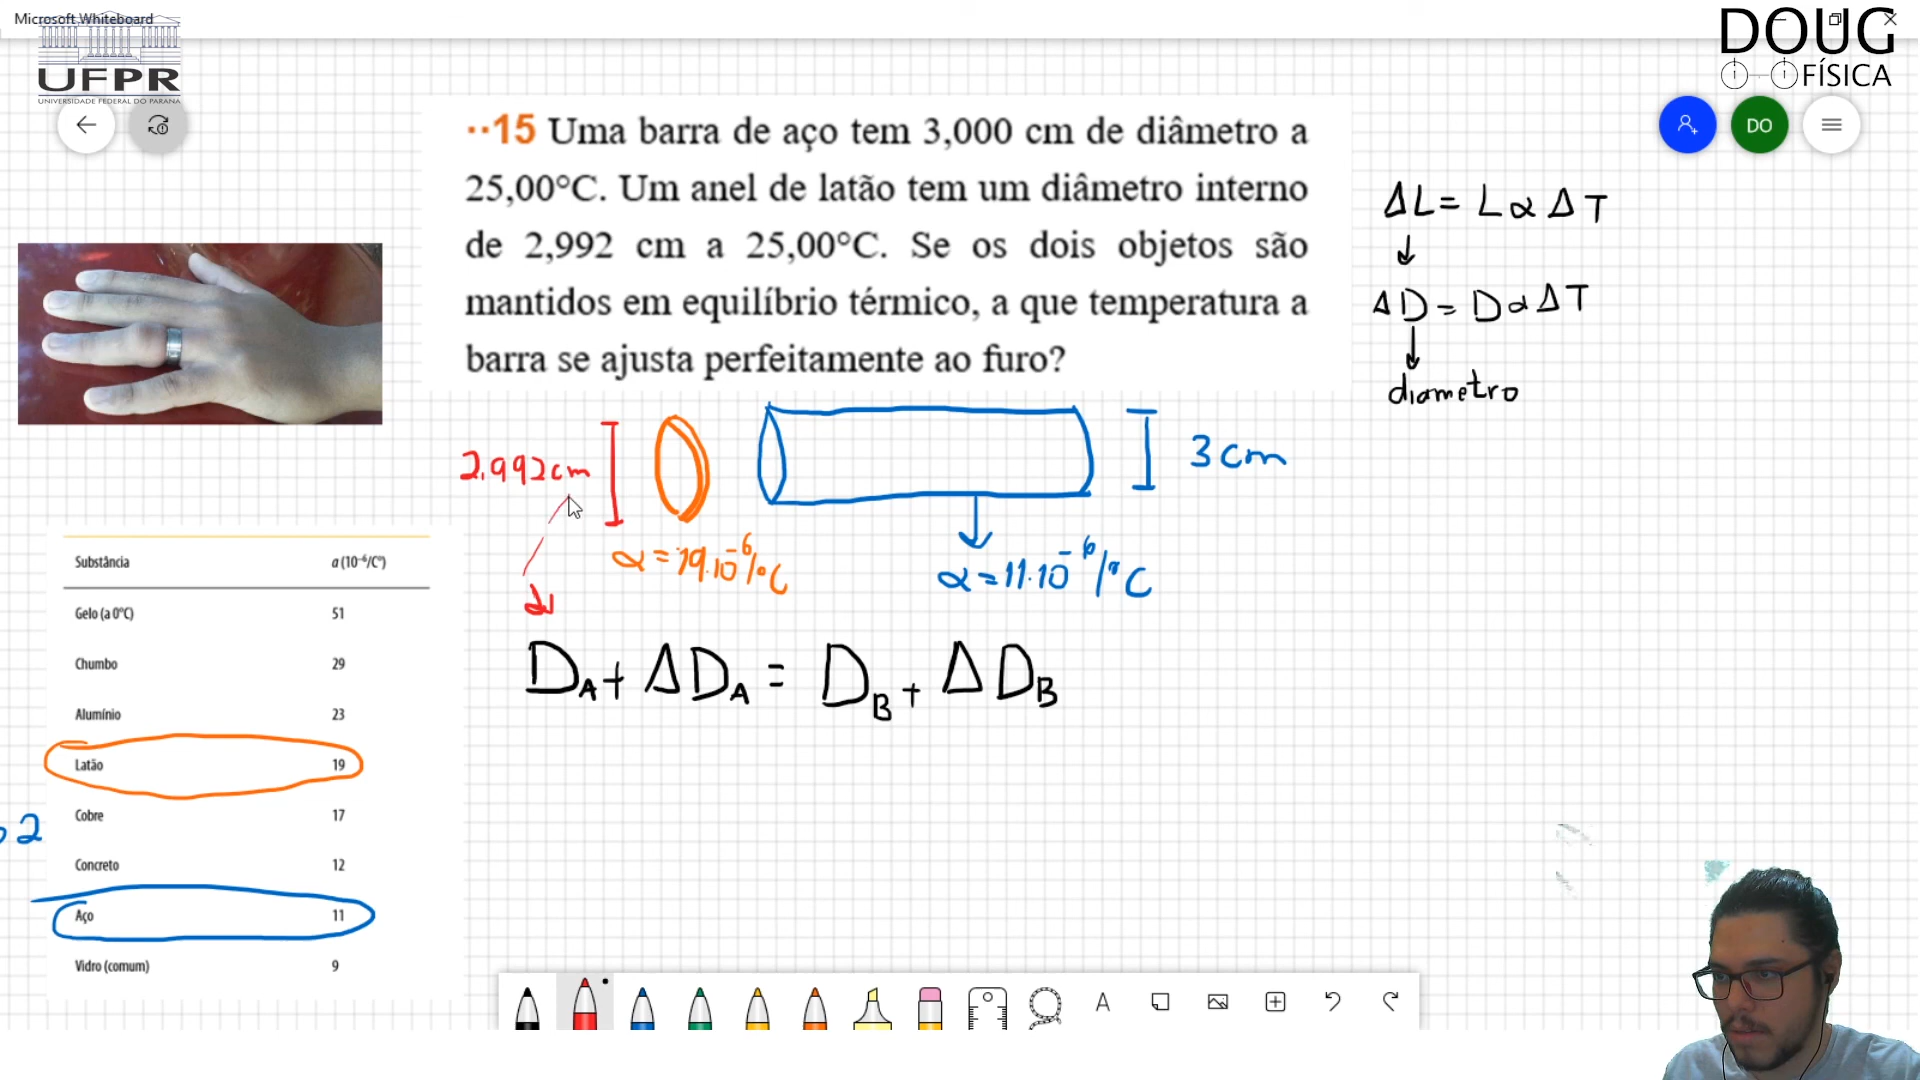 Microsoft Whiteboard
UFPR
UNIVERSIDADE FEDERAL DO PARANÁ
DOUG
FÍSICA
DO
··15 Uma barra de aço tem 3,000 cm de diâmetro a
25,00°C. Um anel de latão tem um diâmetro interno
de 2,992 cm a 25,00°C. Se os dois objetos são
mantidos em equilíbrio térmico, a que temperatura a
barra se ajusta perfeitamente ao furo?
ΔL = L α ΔT
↓
ΔD = D α ΔT
↓
diametro
2,992cm
3cm
α = 19.10⁻⁶/°C
α = 11.10⁻⁶/°C
D_A + ΔD_A = D_B + ΔD_B
Substância α (10⁻⁶/C°)
Gelo (a 0°C) 51
Chumbo 29
Alumínio 23
Latão 19
Cobre 17
Concreto 12
Aço 11
Vidro (comum) 9
2
A